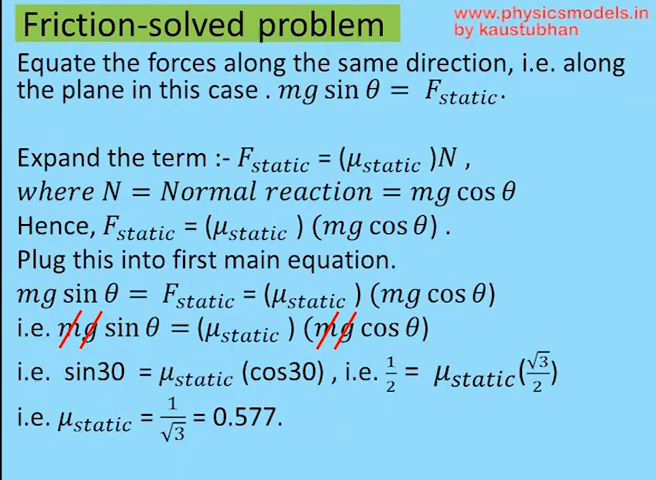 Friction-solved problem
www.physicsmodels.in
by kaustubhan
Equate the forces along the same direction, i.e. along
the plane in this case . mg sin θ = F_static.
Expand the term :- F_static = (μ_static )N ,
where N = Normal reaction = mg cos θ
Hence, F_static = (μ_static ) (mg cos θ) .
Plug this into first main equation.
mg sin θ = F_static = (μ_static ) (mg cos θ)
i.e. mg sin θ = (μ_static ) (mg cos θ)
i.e. sin30 = μ_static (cos30) , i.e. 1/2 = μ_static(√3/2)
i.e. μ_static = 1/√3 = 0.577.